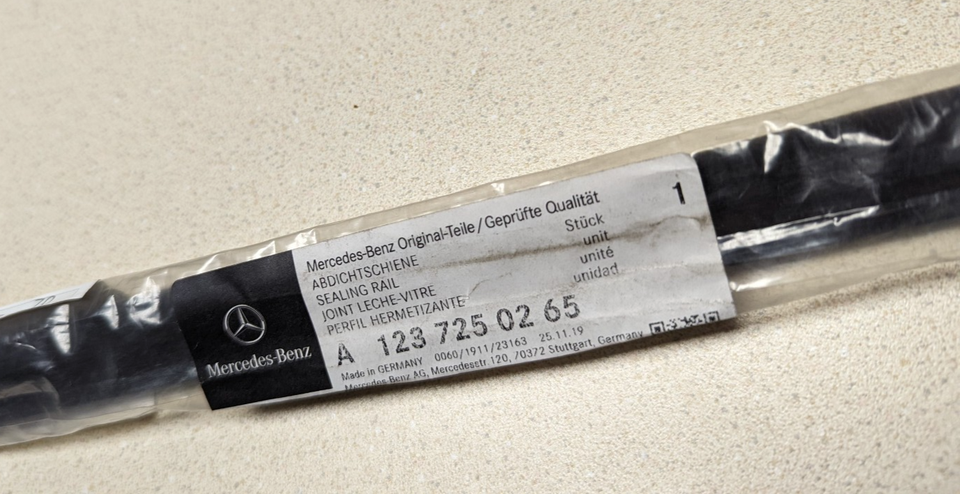 Mercedes-Benz
Mercedes-Benz Original-Teile / Geprüfte Qualität
1
ABDICHTSCHIENE Stück
SEALING RAIL unit
JOINT LECHE-VITRE unité
PERFIL HERMETIZANTE unidad
A 123 725 02 65
Made in GERMANY 0060/1911/23163 25.11.19
Mercedes-Benz AG, Mercedesstr.120, 70372 Stuttgart, Germany